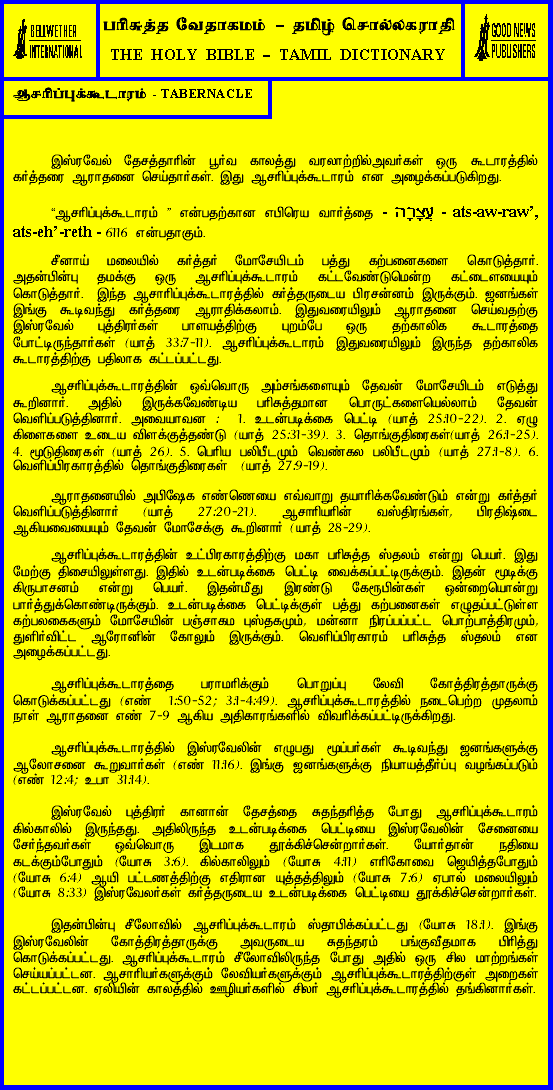 BELLWETHER
INTERNATIONAL
பரிசுத்த வேதாகமம் – தமிழ் சொல்லகராதி
THE HOLY BIBLE – TAMIL DICTIONARY
GOOD NEWS
PUBLISHERS
ஆசரிப்புக்கூடாரம் - TABERNACLE
இஸ்ரவேல் தேசத்தாரின் பூர்வ காலத்து வரலாற்றில்அவர்கள் ஒரு கூடாரத்தில்
கர்த்தரை ஆராதனை செய்தார்கள். இது ஆசரிப்புக்கூடாரம் என அழைக்கப்படுகிறது.
“ஆசரிப்புக்கூடாரம் ” என்பதற்கான எபிரெய வார்த்தை - עֲצָרָה - ats-aw-raw’,
ats-eh’-reth - 6116 என்பதாகும்.
சீனாய் மலையில் கர்த்தர் மோசேயிடம் பத்து கற்பனைகளை கொடுத்தார்.
அதன்பின்பு தமக்கு ஒரு ஆசரிப்புக்கூடாரம் கட்டவேண்டுமென்ற கட்டளையையும்
கொடுத்தார். இந்த ஆசாரிப்புக்கூடாரத்தில் கர்த்தருடைய பிரசன்னம் இருக்கும். ஜனங்கள்
இங்கு கூடிவந்து கர்த்தரை ஆராதிக்கலாம். இதுவரையிலும் ஆராதனை செய்வதற்கு
இஸ்ரவேல் புத்திரர்கள் பாளயத்திற்கு புறம்பே ஒரு தற்காலிக கூடாரத்தை
போட்டிருந்தார்கள் (யாத் 33:7-11). ஆசரிப்புக்கூடாரம் இதுவரையிலும் இருந்த தற்காலிக
கூடாரத்திற்கு பதிலாக கட்டப்பட்டது.
ஆசரிப்புக்கூடாரத்தின் ஒவ்வொரு அம்சங்களையும் தேவன் மோசேயிடம் எடுத்து
கூறினார். அதில் இருக்கவேண்டிய பரிசுத்தமான பொருட்களையெல்லாம் தேவன்
வெளிப்படுத்தினார். அவையாவன : 1. உடன்படிக்கை பெட்டி (யாத் 25:10-22). 2. ஏழு
கிளைகளை உடைய விளக்குத்தண்டு (யாத் 25:31-39). 3. தொங்குதிரைகள்(யாத் 26:1-25).
4. மூடுதிரைகள் (யாத் 26). 5. பெரிய பலிபீடமும் வெண்கல பலிபீடமும் (யாத் 27:1-8). 6.
வெளிப்பிரகாரத்தில் தொங்குதிரைகள் (யாத் 27:9-19).
ஆராதனையில் அபிஷேக எண்ணெயை எவ்வாறு தயாரிக்கவேண்டும் என்று கர்த்தர்
வெளிப்படுத்தினார் (யாத் 27:20-21). ஆசாரியரின் வஸ்திரங்கள், பிரதிஷ்டை
ஆகியவைகளையும் தேவன் மோசேக்கு கூறினார் (யாத் 28-29).
ஆசரிப்புக்கூடாரத்தின் உட்பிரகாரத்திற்கு மகா பரிசுத்த ஸ்தலம் என்று பெயர். இது
மேற்கு திசையிலுள்ளது. இதில் உடன்படிக்கை பெட்டி வைக்கப்பட்டிருக்கும். இதன் மூடிக்கு
கிருபாசனம் என்று பெயர். இதன்மீது இரண்டு கேரூபின்கள் ஒன்றையொன்று
பார்த்துக்கொண்டிருக்கும். உடன்படிக்கை பெட்டிக்குள் பத்து கற்பனைகள் எழுதப்பட்டுள்ள
கற்பலகைகளும் மோசேயின் பஞ்சாகம புஸ்தகமும், மன்னா நிரப்பப்பட்ட பொற்பாத்திரமும்,
துளிர்விட்ட ஆரோனின் கோலும் இருக்கும். வெளிப்பிரகாரம் பரிசுத்த ஸ்தலம் என
அழைக்கப்பட்டது.
ஆசரிப்புக்கூடாரத்தை பராமரிக்கும் பொறுப்பு லேவி கோத்திரத்தாருக்கு
கொடுக்கப்பட்டது (எண் 1:50-52; 3:1-4:49). ஆசரிப்புக்கூடாரத்தில் நடைபெற்ற முதலாம்
நாள் ஆராதனை எண் 7-9 ஆகிய அதிகாரங்களில் விவரிக்கப்பட்டிருக்கிறது.
ஆசரிப்புக்கூடாரத்தில் இஸ்ரவேலின் எழுபது மூப்பர்கள் கூடிவந்து ஜனங்களுக்கு
ஆலோசனை கூறுவார்கள் (எண் 11:16). இங்கு ஜனங்களுக்கு நியாயத்தீர்ப்பு வழங்கப்படும்
(எண் 12:4; உபா 31:14).
இஸ்ரவேல் புத்திரர் கானான் தேசத்தை சுதந்தரித்த போது ஆசரிப்புக்கூடாரம்
கில்காலில் இருந்தது. அதிலிருந்த உடன்படிக்கை பெட்டியை இஸ்ரவேலின் சேனையை
சேர்ந்தவர்கள் ஒவ்வொரு இடமாக தூக்கிச்சென்றார்கள். யோர்தான் நதியை
கடக்கும்போதும் (யோசு 3:6). கில்காலிலும் (யோசு 4:11) எரிகோவை ஜெயித்தபோதும்
(யோசு 6:4) ஆயி பட்டணத்திற்கு எதிரான யுத்தத்திலும் (யோசு 7:6) ஏபால் மலையிலும்
(யோசு 8:33) இஸ்ரவேலர்கள் கர்த்தருடைய உடன்படிக்கை பெட்டியை தூக்கிச்சென்றார்கள்.
இதன்பின்பு சீலோவில் ஆசரிப்புக்கூடாரம் ஸ்தாபிக்கப்பட்டது (யோசு 18:1). இங்கு
இஸ்ரவேலின் கோத்திரத்தாருக்கு அவருடைய சுதந்தரம் பங்குவீதமாக பிரித்து
கொடுக்கப்பட்டது. ஆசரிப்புக்கூடாரம் சீலோவிலிருந்த போது அதில் ஒரு சில மாற்றங்கள்
செய்யப்பட்டன. ஆசாரியர்களுக்கும் லேவியர்களுக்கும் ஆசரிப்புக்கூடாரத்திற்குள் அறைகள்
கட்டப்பட்டன. ஏலியின் காலத்தில் ஊழியர்களில் சிலர் ஆசரிப்புக்கூடாரத்தில் தங்கினார்கள்.